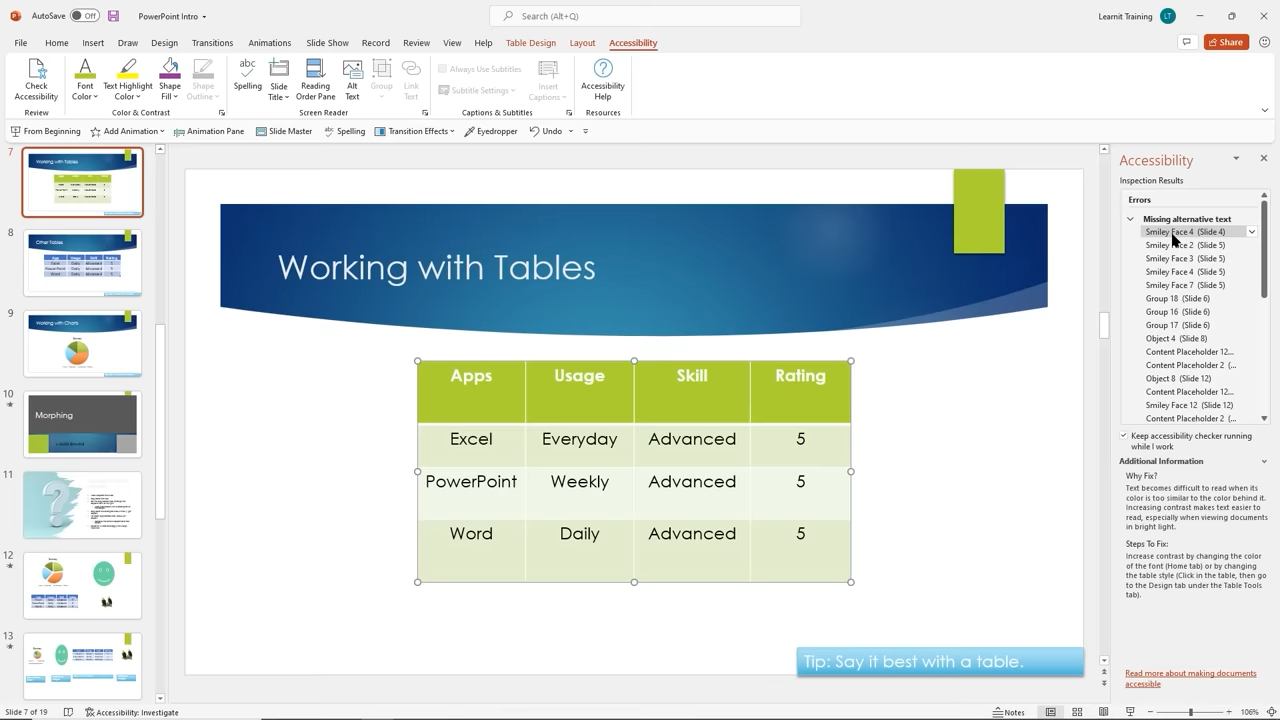 AutoSave Off PowerPoint Intro Search (Alt+Q) Learnit Training LT
File Home Insert Draw Design Transitions Animations Slide Show Record Review View Help Table Design Layout Accessibility Share
Check Accessibility
Font Color
Text Highlight Color
Shape Fill
Shape Outline
Spelling
Slide Title
Reading Order Pane
Alt Text
Group
Link Text
Always Use Subtitles
Subtitle Settings
Insert Captions
Accessibility Help
Review Color & Contrast Screen Reader Captions & Subtitles Resources
From Beginning Add Animation Animation Pane Slide Master Spelling Transition Effects Eyedropper Undo
7
Working with Tables
8
Other Tables
9
Working with Charts
10
Morphing
11
12
13
Working with Tables
Apps Usage Skill Rating
Excel Everyday Advanced 5
PowerPoint Weekly Advanced 5
Word Daily Advanced 5
Tip: Say it best with a table.
Accessibility
Inspection Results
Errors
Missing alternative text
Smiley Face 4 (Slide 4)
Smiley Face 2 (Slide 5)
Smiley Face 3 (Slide 5)
Smiley Face 4 (Slide 5)
Smiley Face 7 (Slide 5)
Group 18 (Slide 6)
Group 16 (Slide 6)
Group 17 (Slide 6)
Object 4 (Slide 8)
Content Placeholder 12...
Content Placeholder 2 (...
Object 8 (Slide 12)
Content Placeholder 12...
Smiley Face 12 (Slide 12)
Content Placeholder 2 (...
Keep accessibility checker running
while I work
Additional Information
Why Fix?
Text becomes difficult to read when its
color is too similar to the color behind it.
Increasing contrast makes text easier to
read, especially when viewing documents
in bright light.
Steps To Fix:
Increase contrast by changing the color
of the font (Home tab) or by changing
the table style (Click in the table, then go
to the Design tab under the Table Tools
tab).
Read more about making documents
accessible
Slide 7 of 19 Accessibility: Investigate Notes 106%